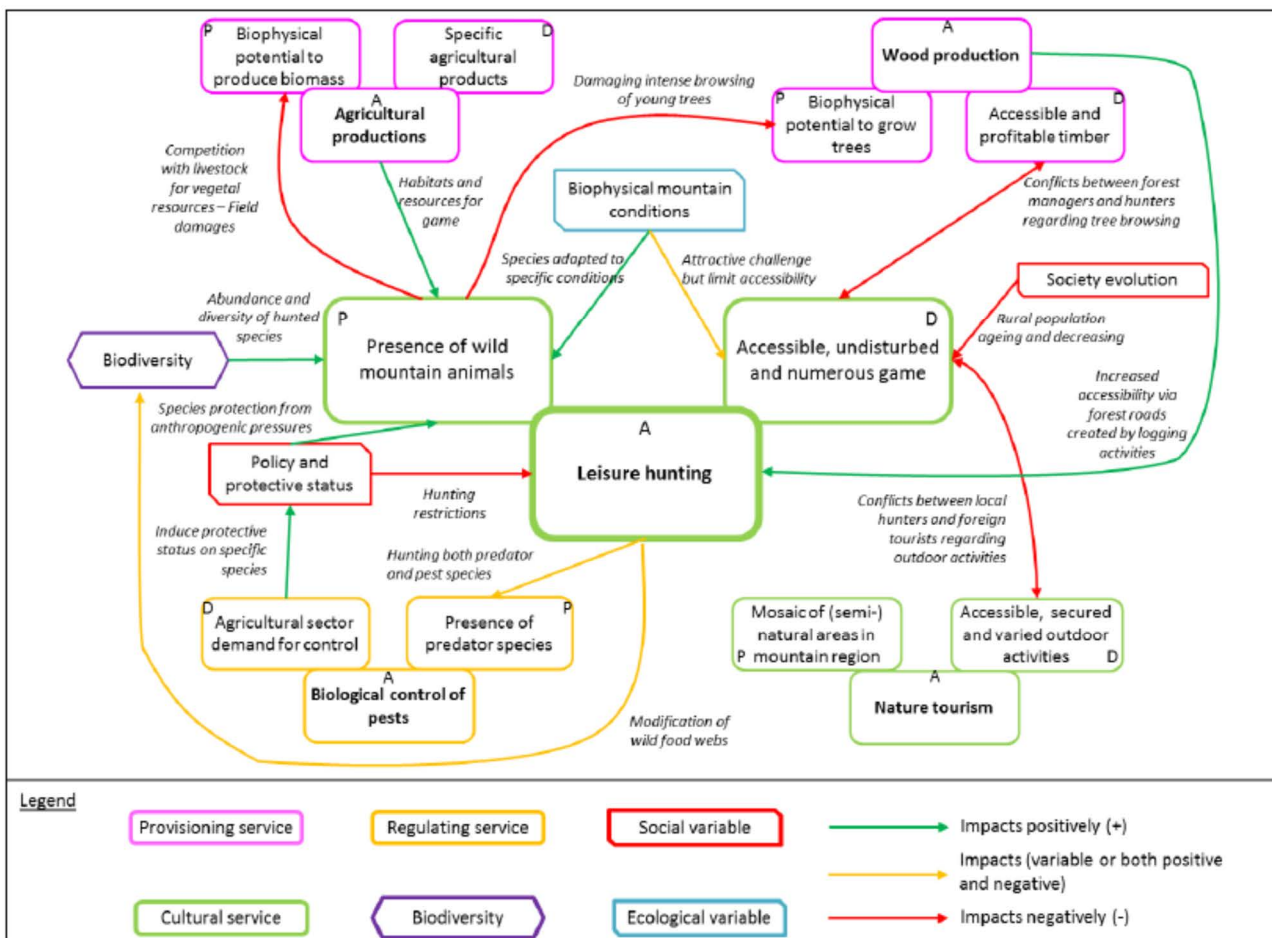 P
Biophysical
potential to
produce biomass
Specific
agricultural
products
D
A
Agricultural
productions
A
Wood production
Damaging intense browsing
of young trees
P
Biophysical
potential to grow
trees
D
Accessible and
profitable timber
Competition
with livestock
for vegetal
resources – Field
damages
Habitats and
resources for
game
Biophysical mountain
conditions
Conflicts between forest
managers and hunters
regarding tree browsing
Species adapted to
specific conditions
Attractive challenge
but limit accessibility
Society evolution
Rural population
ageing and decreasing
Abundance and
diversity of hunted
species
Biodiversity
P
Presence of wild
mountain animals
D
Accessible, undisturbed
and numerous game
Increased
accessibility via
forest roads
created by logging
activities
Species protection from
anthropogenic pressures
A
Leisure hunting
Policy and
protective status
Hunting
restrictions
Conflicts between local
hunters and foreign
tourists regarding
outdoor activities
Induce protective
status on specific
species
Hunting both predator
and pest species
D
Agricultural sector
demand for control
P
Presence of
predator species
A
Biological control of
pests
Mosaic of (semi-)
natural areas in
P mountain region
Accessible, secured
and varied outdoor
activities
D
A
Nature tourism
Modification of
wild food webs
Legend
Provisioning service
Regulating service
Social variable
Impacts positively (+)
Impacts (variable or both positive
and negative)
Cultural service
Biodiversity
Ecological variable
Impacts negatively (-)